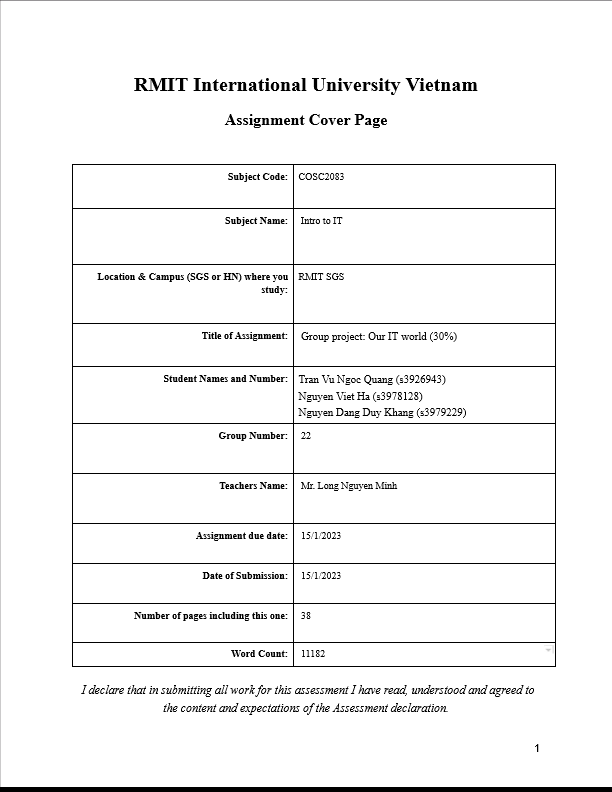 RMIT International University Vietnam
Assignment Cover Page
Subject Code: COSC2083
Subject Name: Intro to IT
Location & Campus (SGS or HN) where you
study: RMIT SGS
Title of Assignment: Group project: Our IT world (30%)
Student Names and Number: Tran Vu Ngoc Quang (s3926943)
Nguyen Viet Ha (s3978128)
Nguyen Dang Duy Khang (s3979229)
Group Number: 22
Teachers Name: Mr. Long Nguyen Minh
Assignment due date: 15/1/2023
Date of Submission: 15/1/2023
Number of pages including this one: 38
Word Count: 11182
I declare that in submitting all work for this assessment I have read, understood and agreed to
the content and expectations of the Assessment declaration.
1